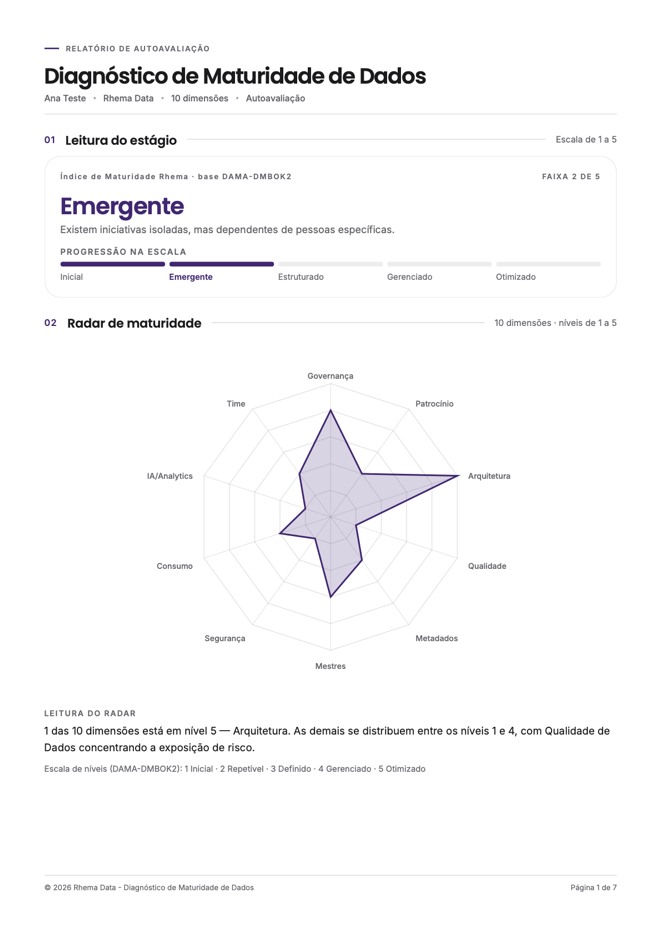 RELATÓRIO DE AUTOAVALIAÇÃO
Diagnóstico de Maturidade de Dados
Ana Teste • Rhema Data • 10 dimensões • Autoavaliação
01 Leitura do estágio Escala de 1 a 5
Índice de Maturidade Rhema · base DAMA-DMBOK2 FAIXA 2 DE 5
Emergente
Existem iniciativas isoladas, mas dependentes de pessoas específicas.
PROGRESSÃO NA ESCALA
Inicial Emergente Estruturado Gerenciado Otimizado
02 Radar de maturidade 10 dimensões · níveis de 1 a 5
Governança
Time Patrocínio
IA/Analytics Arquitetura
Consumo Qualidade
Segurança Metadados
Mestres
LEITURA DO RADAR
1 das 10 dimensões está em nível 5 — Arquitetura. As demais se distribuem entre os níveis 1 e 4, com Qualidade de
Dados concentrando a exposição de risco.
Escala de níveis (DAMA-DMBOK2): 1 Inicial · 2 Repetível · 3 Definido · 4 Gerenciado · 5 Otimizado
© 2026 Rhema Data - Diagnóstico de Maturidade de Dados Página 1 de 7